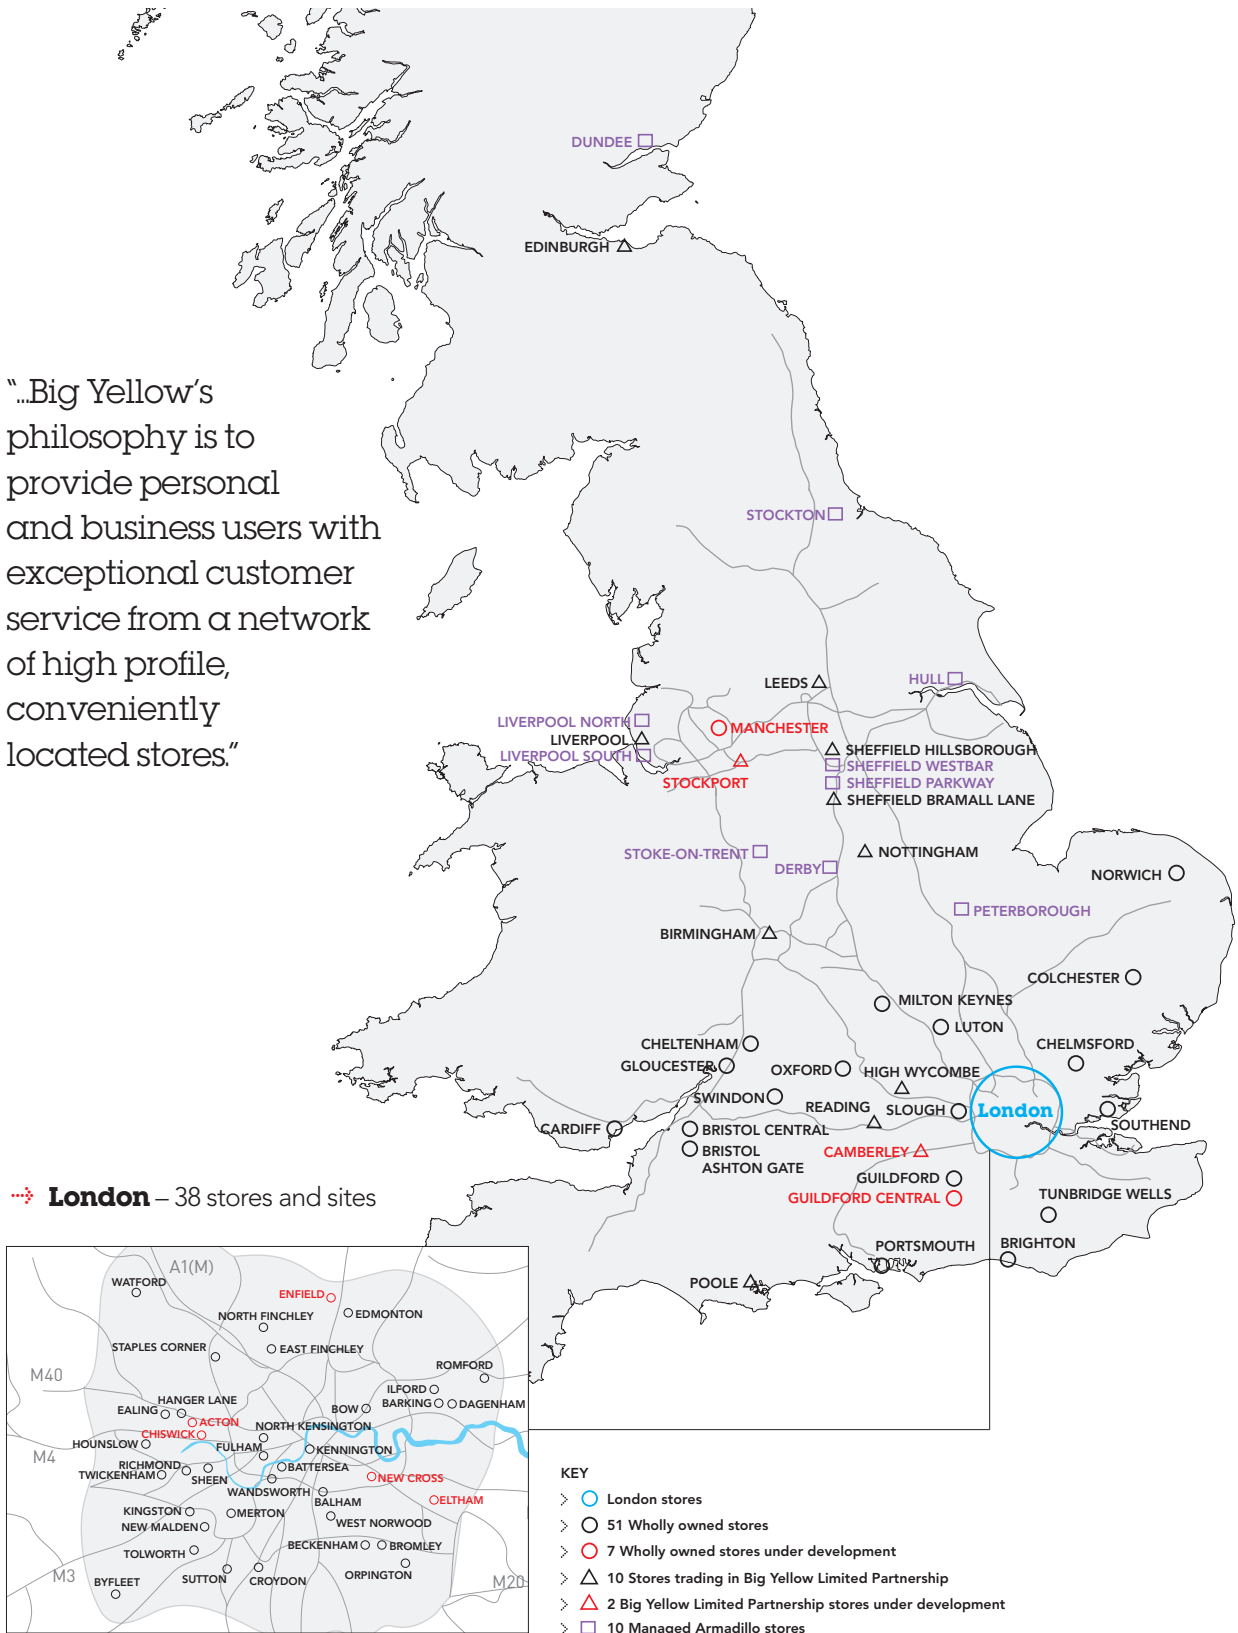 DUNDEE
EDINBURGH
"...Big Yellow's
philosophy is to
provide personal
and business users with
exceptional customer
service from a network
of high profile,
conveniently
located stores."
STOCKTON
LEEDS
HULL
LIVERPOOL NORTH
MANCHESTER
LIVERPOOL
SHEFFIELD HILLSBOROUGH
LIVERPOOL SOUTH
SHEFFIELD WESTBAR
STOCKPORT
SHEFFIELD PARKWAY
SHEFFIELD BRAMALL LANE
STOKE-ON-TRENT
NOTTINGHAM
DERBY
NORWICH
PETERBOROUGH
BIRMINGHAM
COLCHESTER
MILTON KEYNES
LUTON
CHELTENHAM
CHELMSFORD
GLOUCESTER
OXFORD
HIGH WYCOMBE
SWINDON
READING
SLOUGH
London
SOUTHEND
CARDIFF
BRISTOL CENTRAL
BRISTOL
ASHTON GATE
CAMBERLEY
GUILDFORD
GUILDFORD CENTRAL
TUNBRIDGE WELLS
PORTSMOUTH
BRIGHTON
POOLE
London – 38 stores and sites
A1(M)
WATFORD
ENFIELD
NORTH FINCHLEY
EDMONTON
STAPLES CORNER
EAST FINCHLEY
ROMFORD
M40
ILFORD
HANGER LANE
BARKING
DAGENHAM
EALING
BOW
ACTON
NORTH KENSINGTON
CHISWICK
HOUNSLOW
FULHAM
KENNINGTON
M4
RICHMOND
BATTERSEA
TWICKENHAM
SHEEN
NEW CROSS
WANDSWORTH
BALHAM
ELTHAM
KINGSTON
MERTON
WEST NORWOOD
NEW MALDEN
BECKENHAM
BROMLEY
TOLWORTH
M3
SUTTON
CROYDON
ORPINGTON
BYFLEET
M20
KEY
London stores
51 Wholly owned stores
7 Wholly owned stores under development
10 Stores trading in Big Yellow Limited Partnership
2 Big Yellow Limited Partnership stores under development
10 Managed Armadillo stores